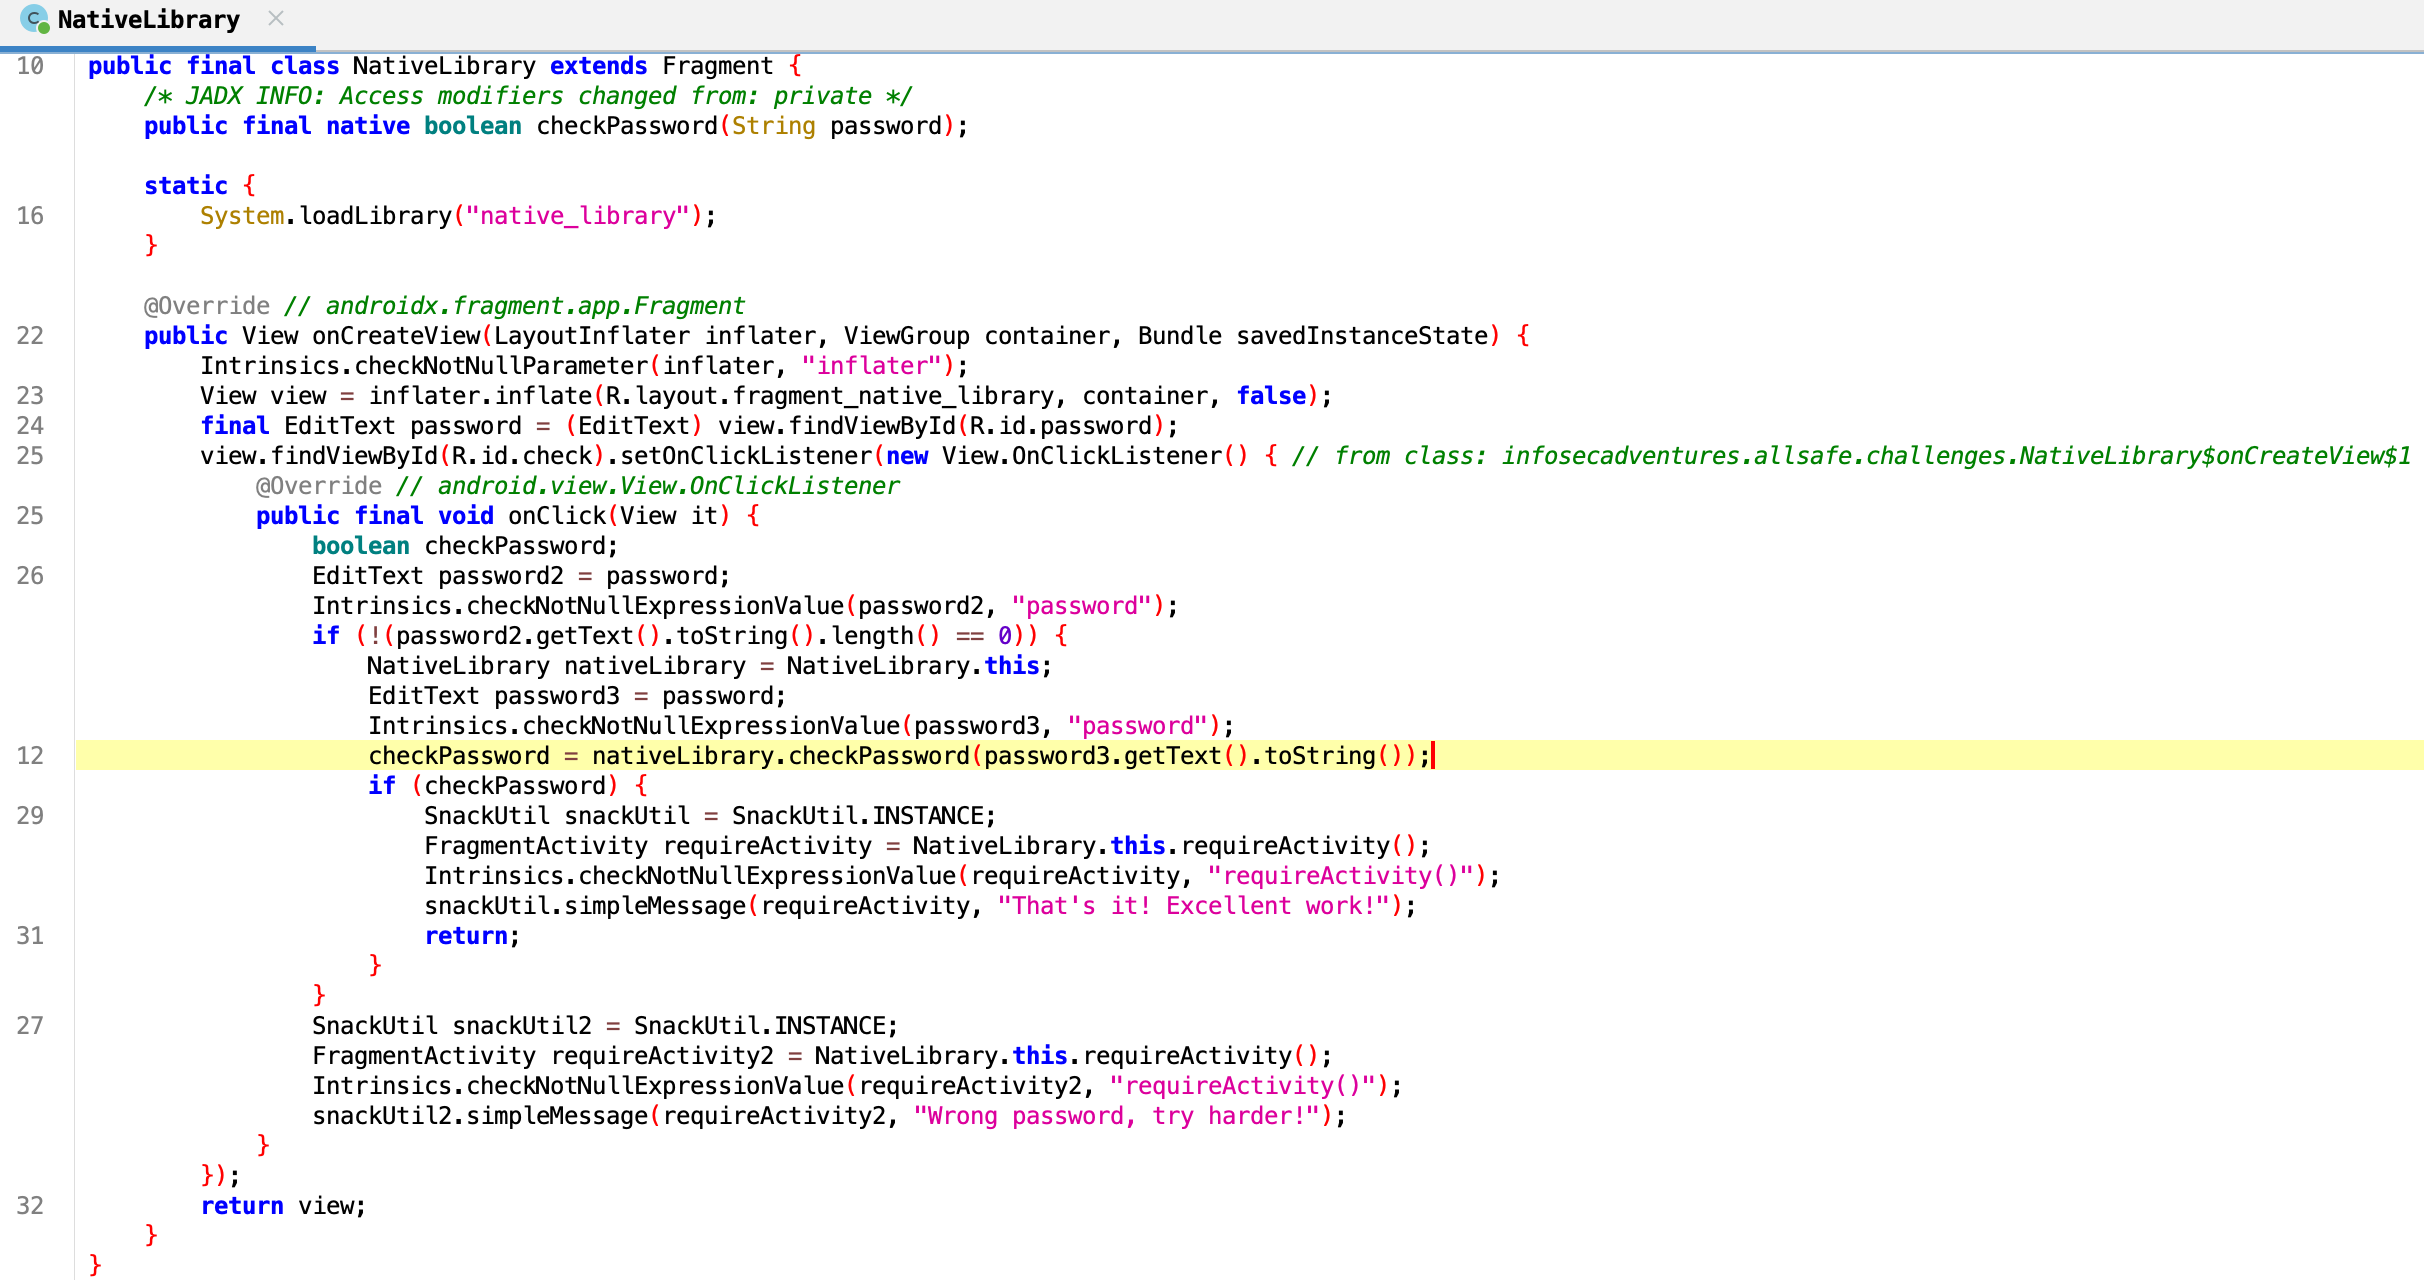 C NativeLibrary ×
10 public final class NativeLibrary extends Fragment {
/* JADX INFO: Access modifiers changed from: private */
public final native boolean checkPassword(String password);
static {
16 System.loadLibrary("native_library");
}
@Override // androidx.fragment.app.Fragment
22 public View onCreateView(LayoutInflater inflater, ViewGroup container, Bundle savedInstanceState) {
Intrinsics.checkNotNullParameter(inflater, "inflater");
23 View view = inflater.inflate(R.layout.fragment_native_library, container, false);
24 final EditText password = (EditText) view.findViewById(R.id.password);
25 view.findViewById(R.id.check).setOnClickListener(new View.OnClickListener() { // from class: infosecadventures.allsafe.challenges.NativeLibrary$onCreateView$1
@Override // android.view.View.OnClickListener
25 public final void onClick(View it) {
boolean checkPassword;
26 EditText password2 = password;
Intrinsics.checkNotNullExpressionValue(password2, "password");
if (!(password2.getText().toString().length() == 0)) {
NativeLibrary nativeLibrary = NativeLibrary.this;
EditText password3 = password;
Intrinsics.checkNotNullExpressionValue(password3, "password");
12 checkPassword = nativeLibrary.checkPassword(password3.getText().toString());
if (checkPassword) {
29 SnackUtil snackUtil = SnackUtil.INSTANCE;
FragmentActivity requireActivity = NativeLibrary.this.requireActivity();
Intrinsics.checkNotNullExpressionValue(requireActivity, "requireActivity()");
snackUtil.simpleMessage(requireActivity, "That's it! Excellent work!");
31 return;
}
}
27 SnackUtil snackUtil2 = SnackUtil.INSTANCE;
FragmentActivity requireActivity2 = NativeLibrary.this.requireActivity();
Intrinsics.checkNotNullExpressionValue(requireActivity2, "requireActivity()");
snackUtil2.simpleMessage(requireActivity2, "Wrong password, try harder!");
}
});
32 return view;
}
}